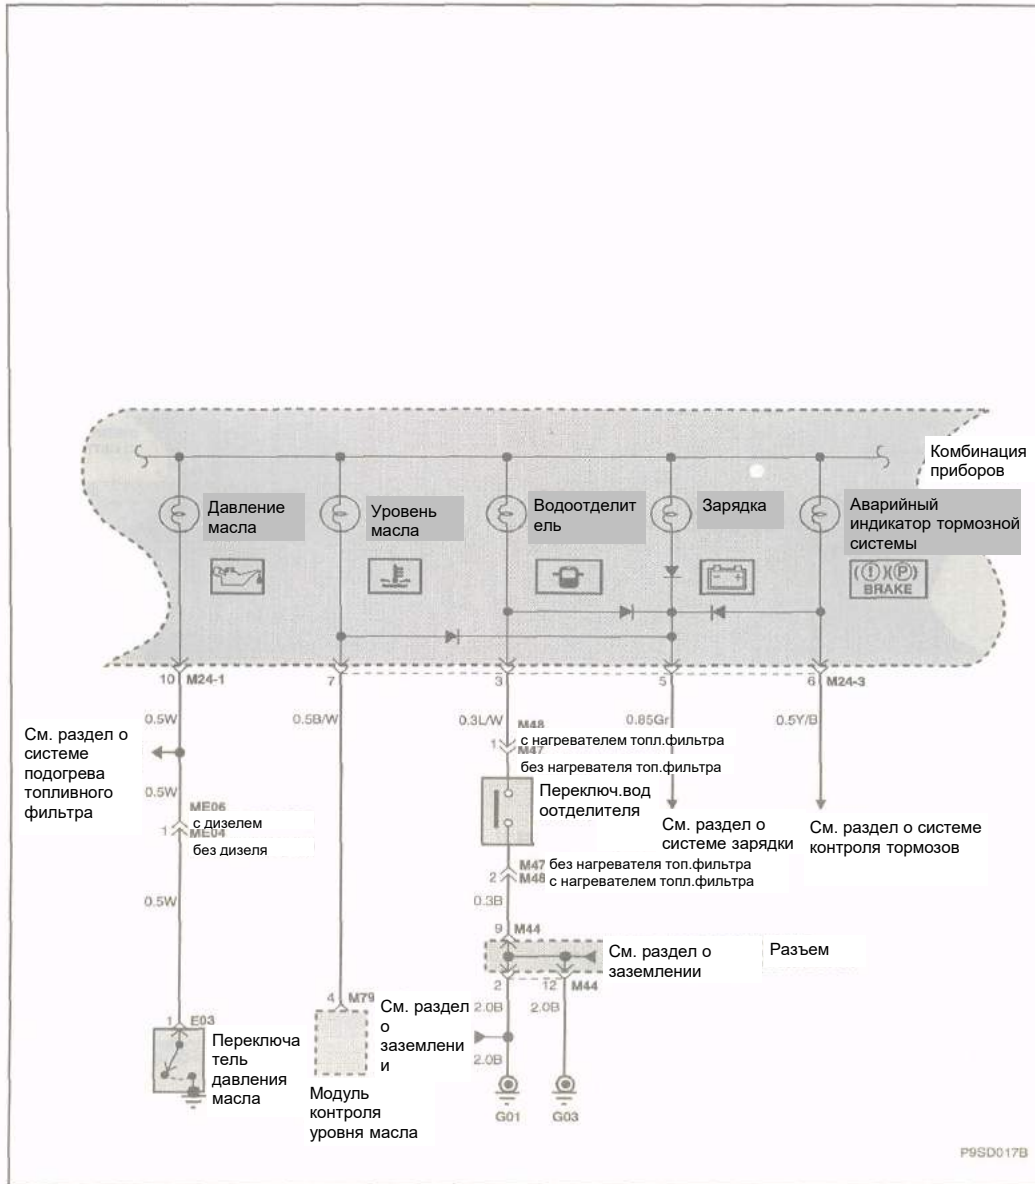 Комбинация
приборов
Давление
масла
Уровень
масла
Водоотделит
ель
Зарядка
Аварийный
индикатор тормозной
системы
(!)(P)
BRAKE
10 M24-1
7
3
5
6 M24-3
0.5W
0.5B/W
0.3L/W
0.85Gr
0.5Y/B
См. раздел о
системе
подогрева
топливного
фильтра
M48
с нагревателем топл.фильтра
1 M47
без нагревателя топ.фильтра
0.5W
ME06
с дизелем
1 ME04
без дизеля
Переключ.вод
оотделителя
См. раздел о
системе зарядки
См. раздел о системе
контроля тормозов
M47 без нагревателя топ.фильтра
2 M48 с нагревателем топл.фильтра
0.5W
0.3B
9 M44
См. раздел о
заземлении
Разъем
2
12 M44
4 M79
См. раздел
о
заземлени
и
2.0B
2.0B
2.0B
1 E03
Переключа
тель
давления
масла
Модуль
контроля
уровня масла
G01
G03
P9SD017B